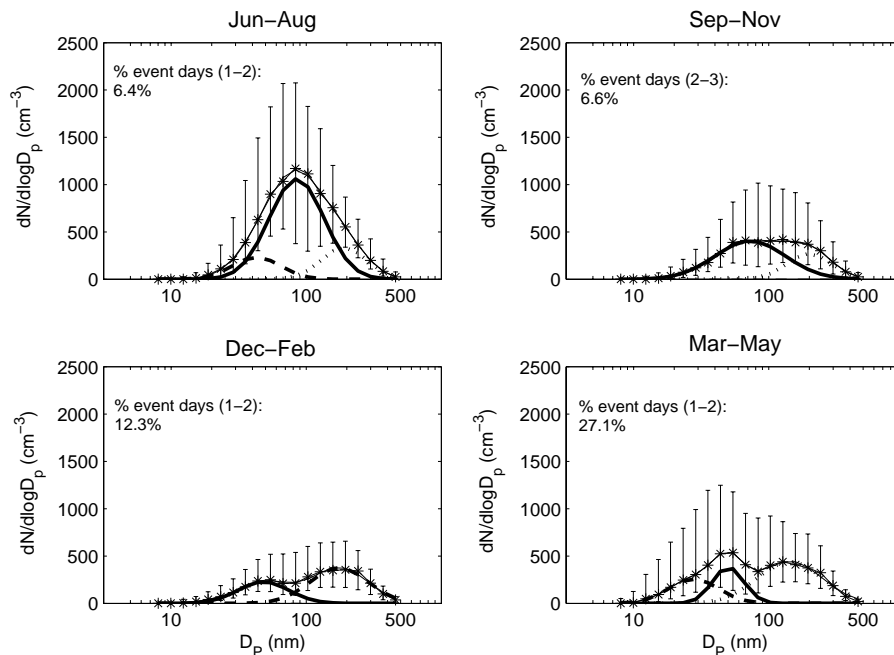 Jun−Aug
2500
2000
1500
1000
500
0
dN/dlogD_p (cm⁻³)
% event days (1−2):
6.4%
10
100
500
Sep−Nov
2500
2000
1500
1000
500
0
dN/dlogD_p (cm⁻³)
% event days (2−3):
6.6%
10
100
500
Dec−Feb
2500
2000
1500
1000
500
0
dN/dlogD_p (cm⁻³)
% event days (1−2):
12.3%
10
100
500
D_P (nm)
Mar−May
2500
2000
1500
1000
500
0
dN/dlogD_p (cm⁻³)
% event days (1−2):
27.1%
10
100
500
D_P (nm)